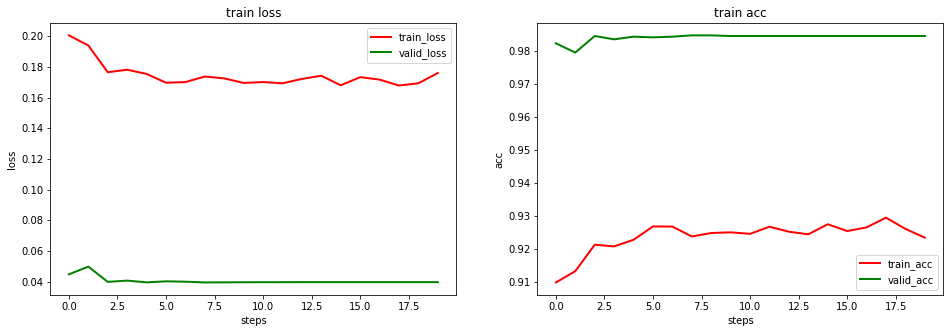 train loss
0.20
0.18
0.16
0.14
0.12
0.10
0.08
0.06
0.04
loss
0.0 2.5 5.0 7.5 10.0 12.5 15.0 17.5
steps
train_loss
valid_loss
train acc
0.98
0.97
0.96
0.95
0.94
0.93
0.92
0.91
acc
0.0 2.5 5.0 7.5 10.0 12.5 15.0 17.5
steps
train_acc
valid_acc